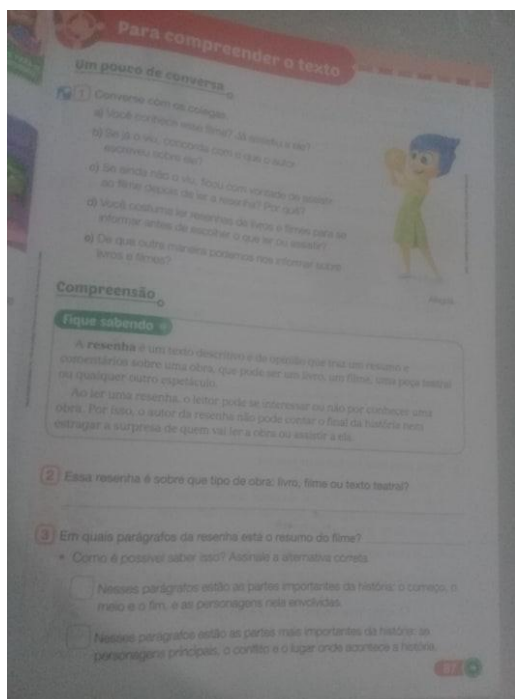 Para compreender o texto
Um pouco de conversa
1 Converse com os colegas.
a) Você conhece esse filme? Já assistiu a ele?
b) Se já o viu, concorda com o que o autor
escreveu sobre ele?
c) Se ainda não o viu, ficou com vontade de assistir
ao filme depois de ler a resenha? Por quê?
d) Você costuma ler resenhas de livros e filmes para se
informar antes de escolher o que ler ou assistir?
e) De que outra maneira podemos nos informar sobre
livros e filmes?
Alegria.
Compreensão
Fique sabendo
A resenha é um texto descritivo e de opinião que traz um resumo e
comentários sobre uma obra, que pode ser um livro, um filme, uma peça teatral
ou qualquer outro espetáculo.
Ao ler uma resenha, o leitor pode se interessar ou não por conhecer uma
obra. Por isso, o autor da resenha não pode contar o final da história nem
estragar a surpresa de quem vai ler a obra ou assistir a ela.
2 Essa resenha é sobre que tipo de obra: livro, filme ou texto teatral?
3 Em quais parágrafos da resenha está o resumo do filme?
• Como é possível saber isso? Assinale a alternativa correta.
Nesses parágrafos estão as partes importantes da história: o começo, o
meio e o fim, e as personagens nela envolvidas.
Nesses parágrafos estão as partes mais importantes da história: as
personagens principais, o conflito e o lugar onde acontece a história.
87